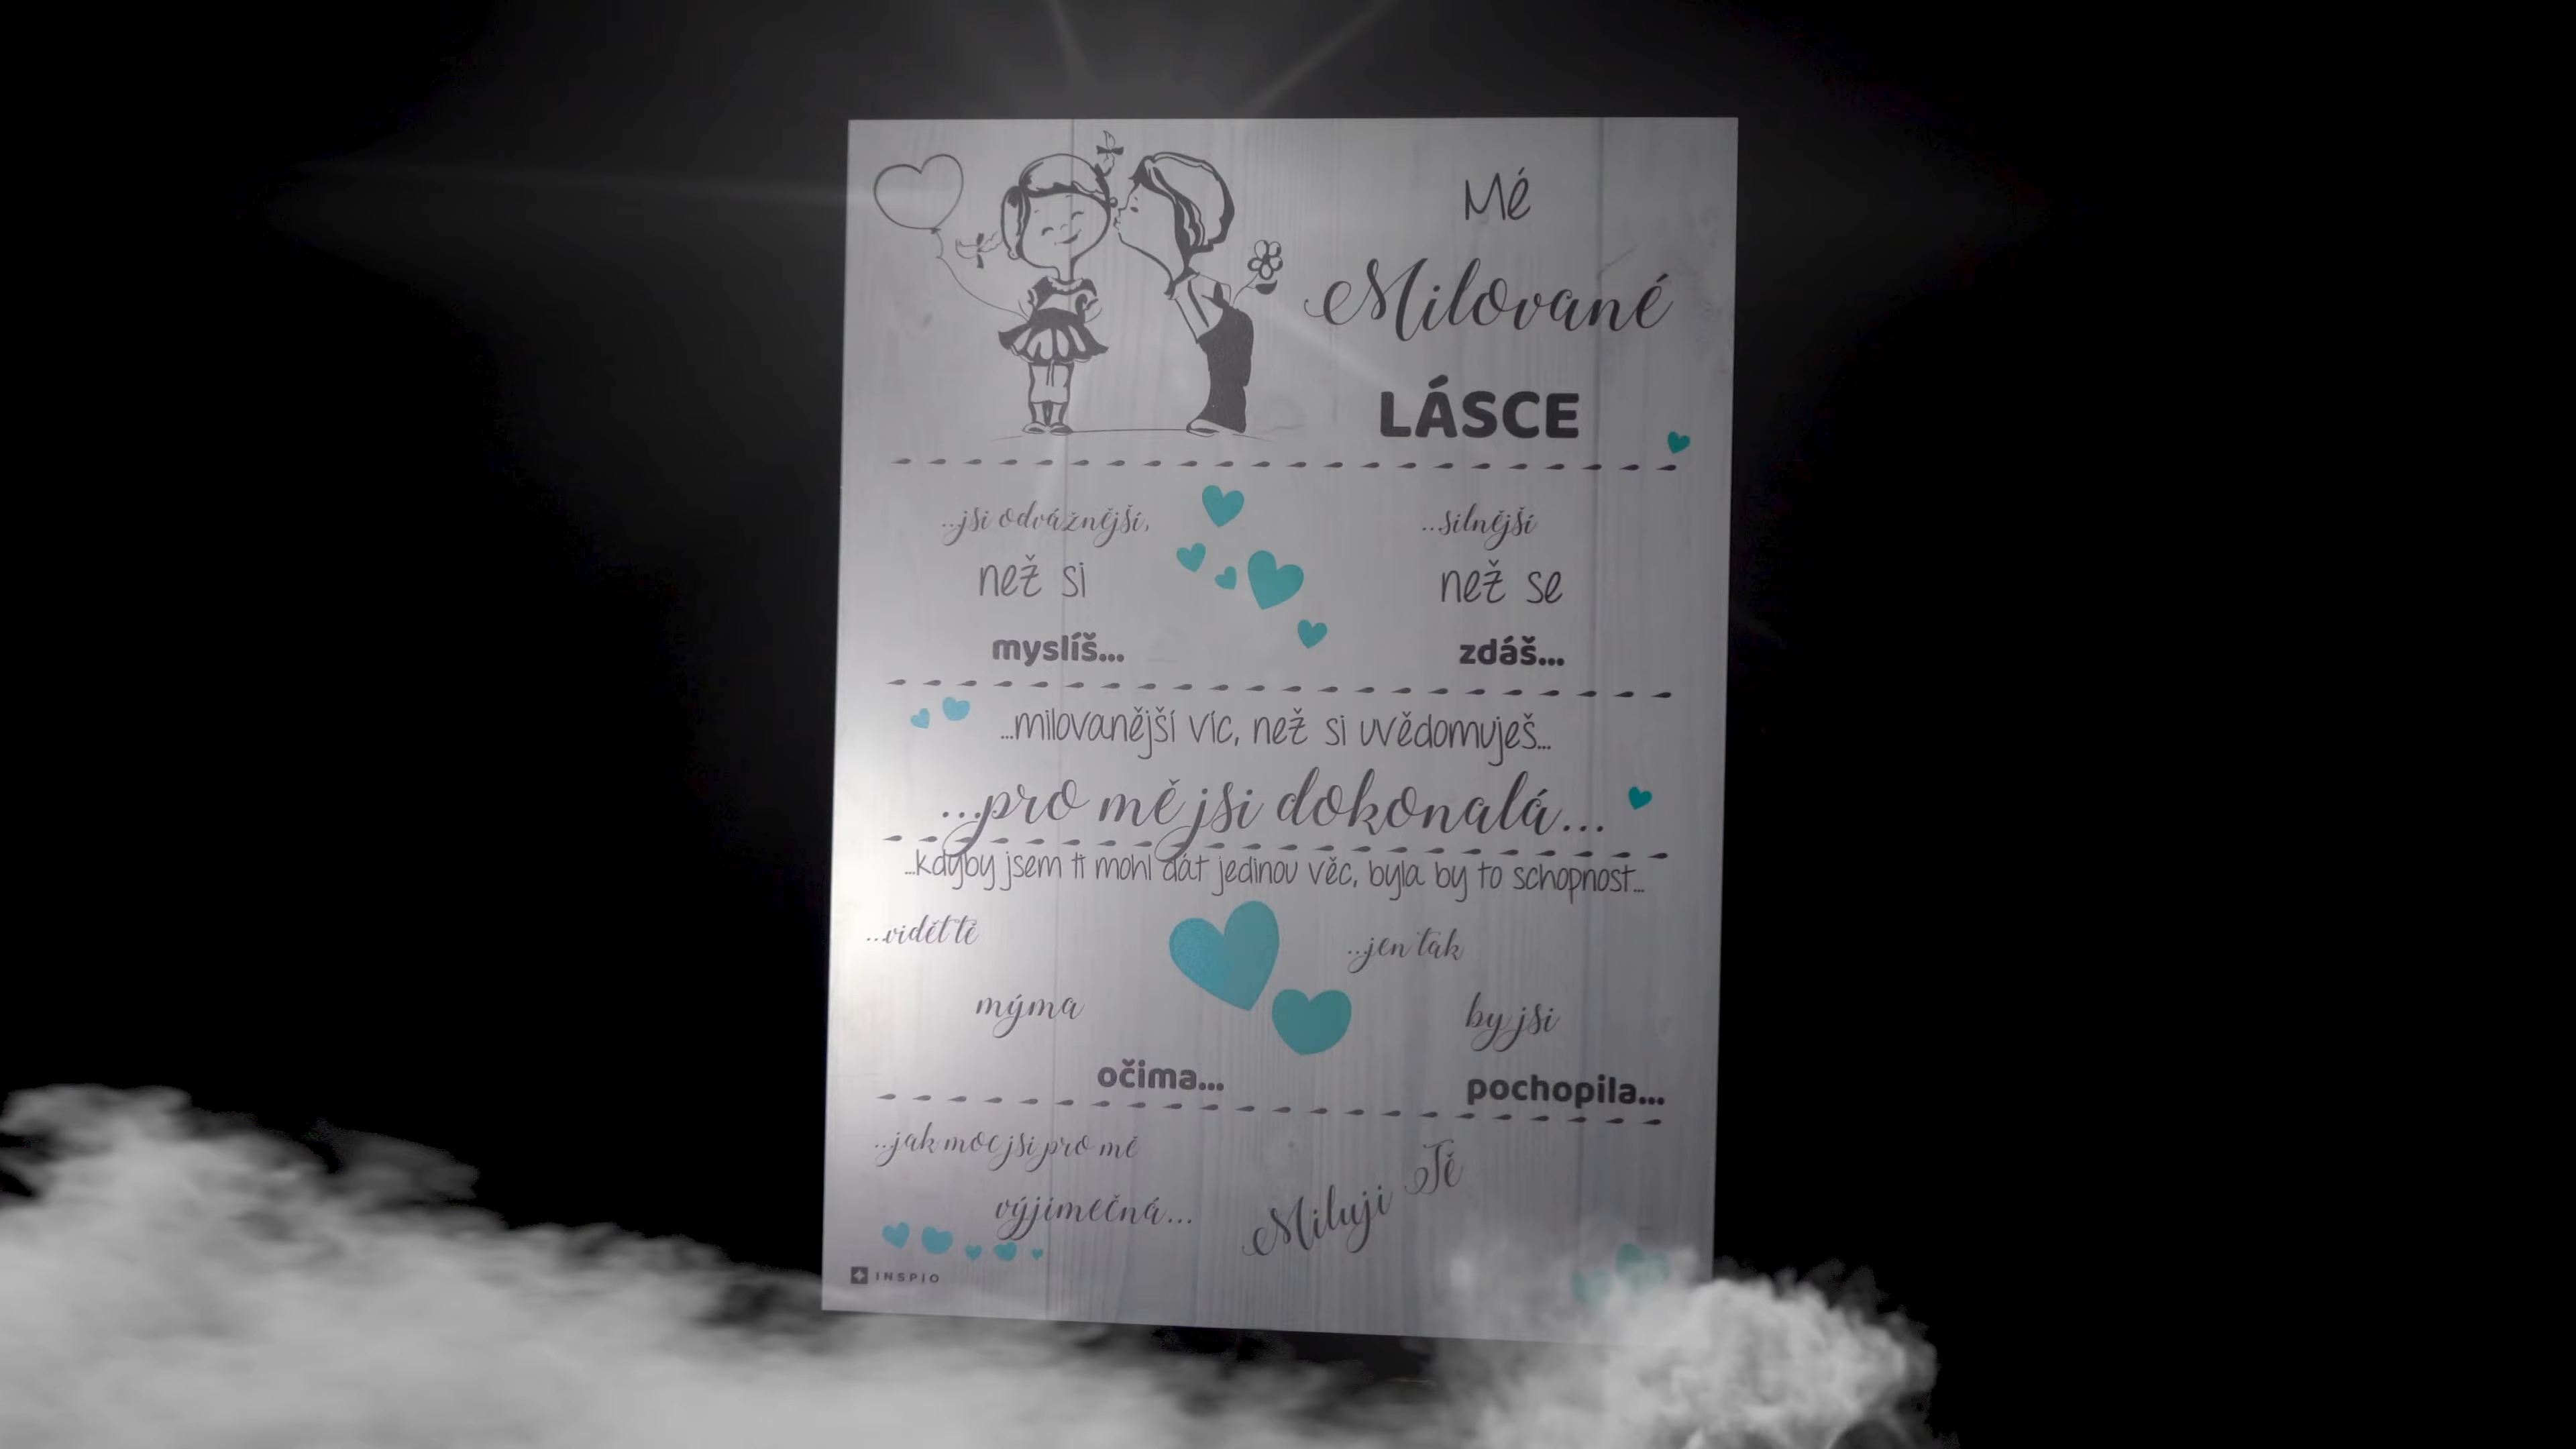 Mé
Milované
LÁSCE
...jsi odvážnější,
než si
myslíš...
...silnější
než se
zdáš...
...milovanější víc, než si uvědomuješ...
...pro mě jsi dokonalá...
...kdyby jsem ti mohl dát jedinou věc, byla by to schopnost...
...vidět tě
mýma
očima...
...jen tak
by jsi
pochopila...
...jak moc jsi pro mě
výjimečná...
Miluji Tě
INSPIO